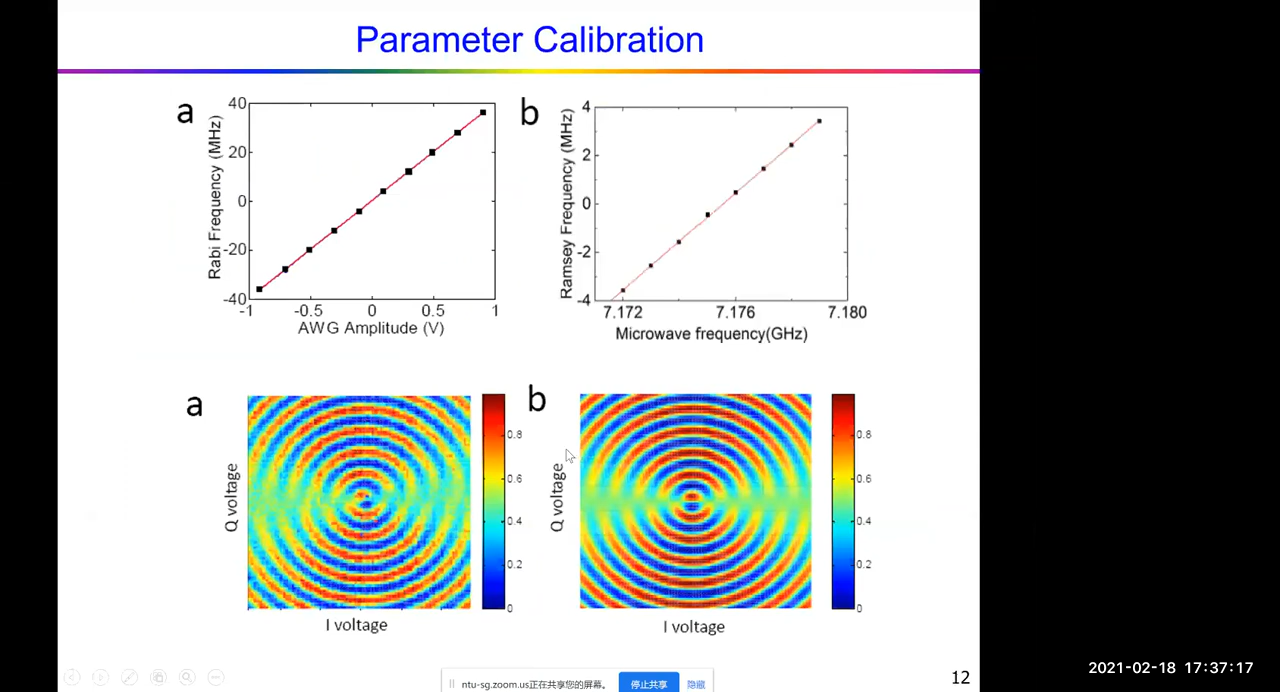 Parameter Calibration
a
40
20
0
-20
-40
-1
-0.5
0
0.5
1
Rabi Frequency (MHz)
AWG Amplitude (V)
b
4
2
0
-2
-4
7.172
7.176
7.180
Ramsey Frequency (MHz)
Microwave frequency(GHz)
a
Q voltage
I voltage
0.8
0.6
0.4
0.2
0
b
Q voltage
I voltage
0.8
0.6
0.4
0.2
0
ntu-sg.zoom.us正在共享您的屏幕。
停止共享
隐藏
12
2021-02-18 17:37:17